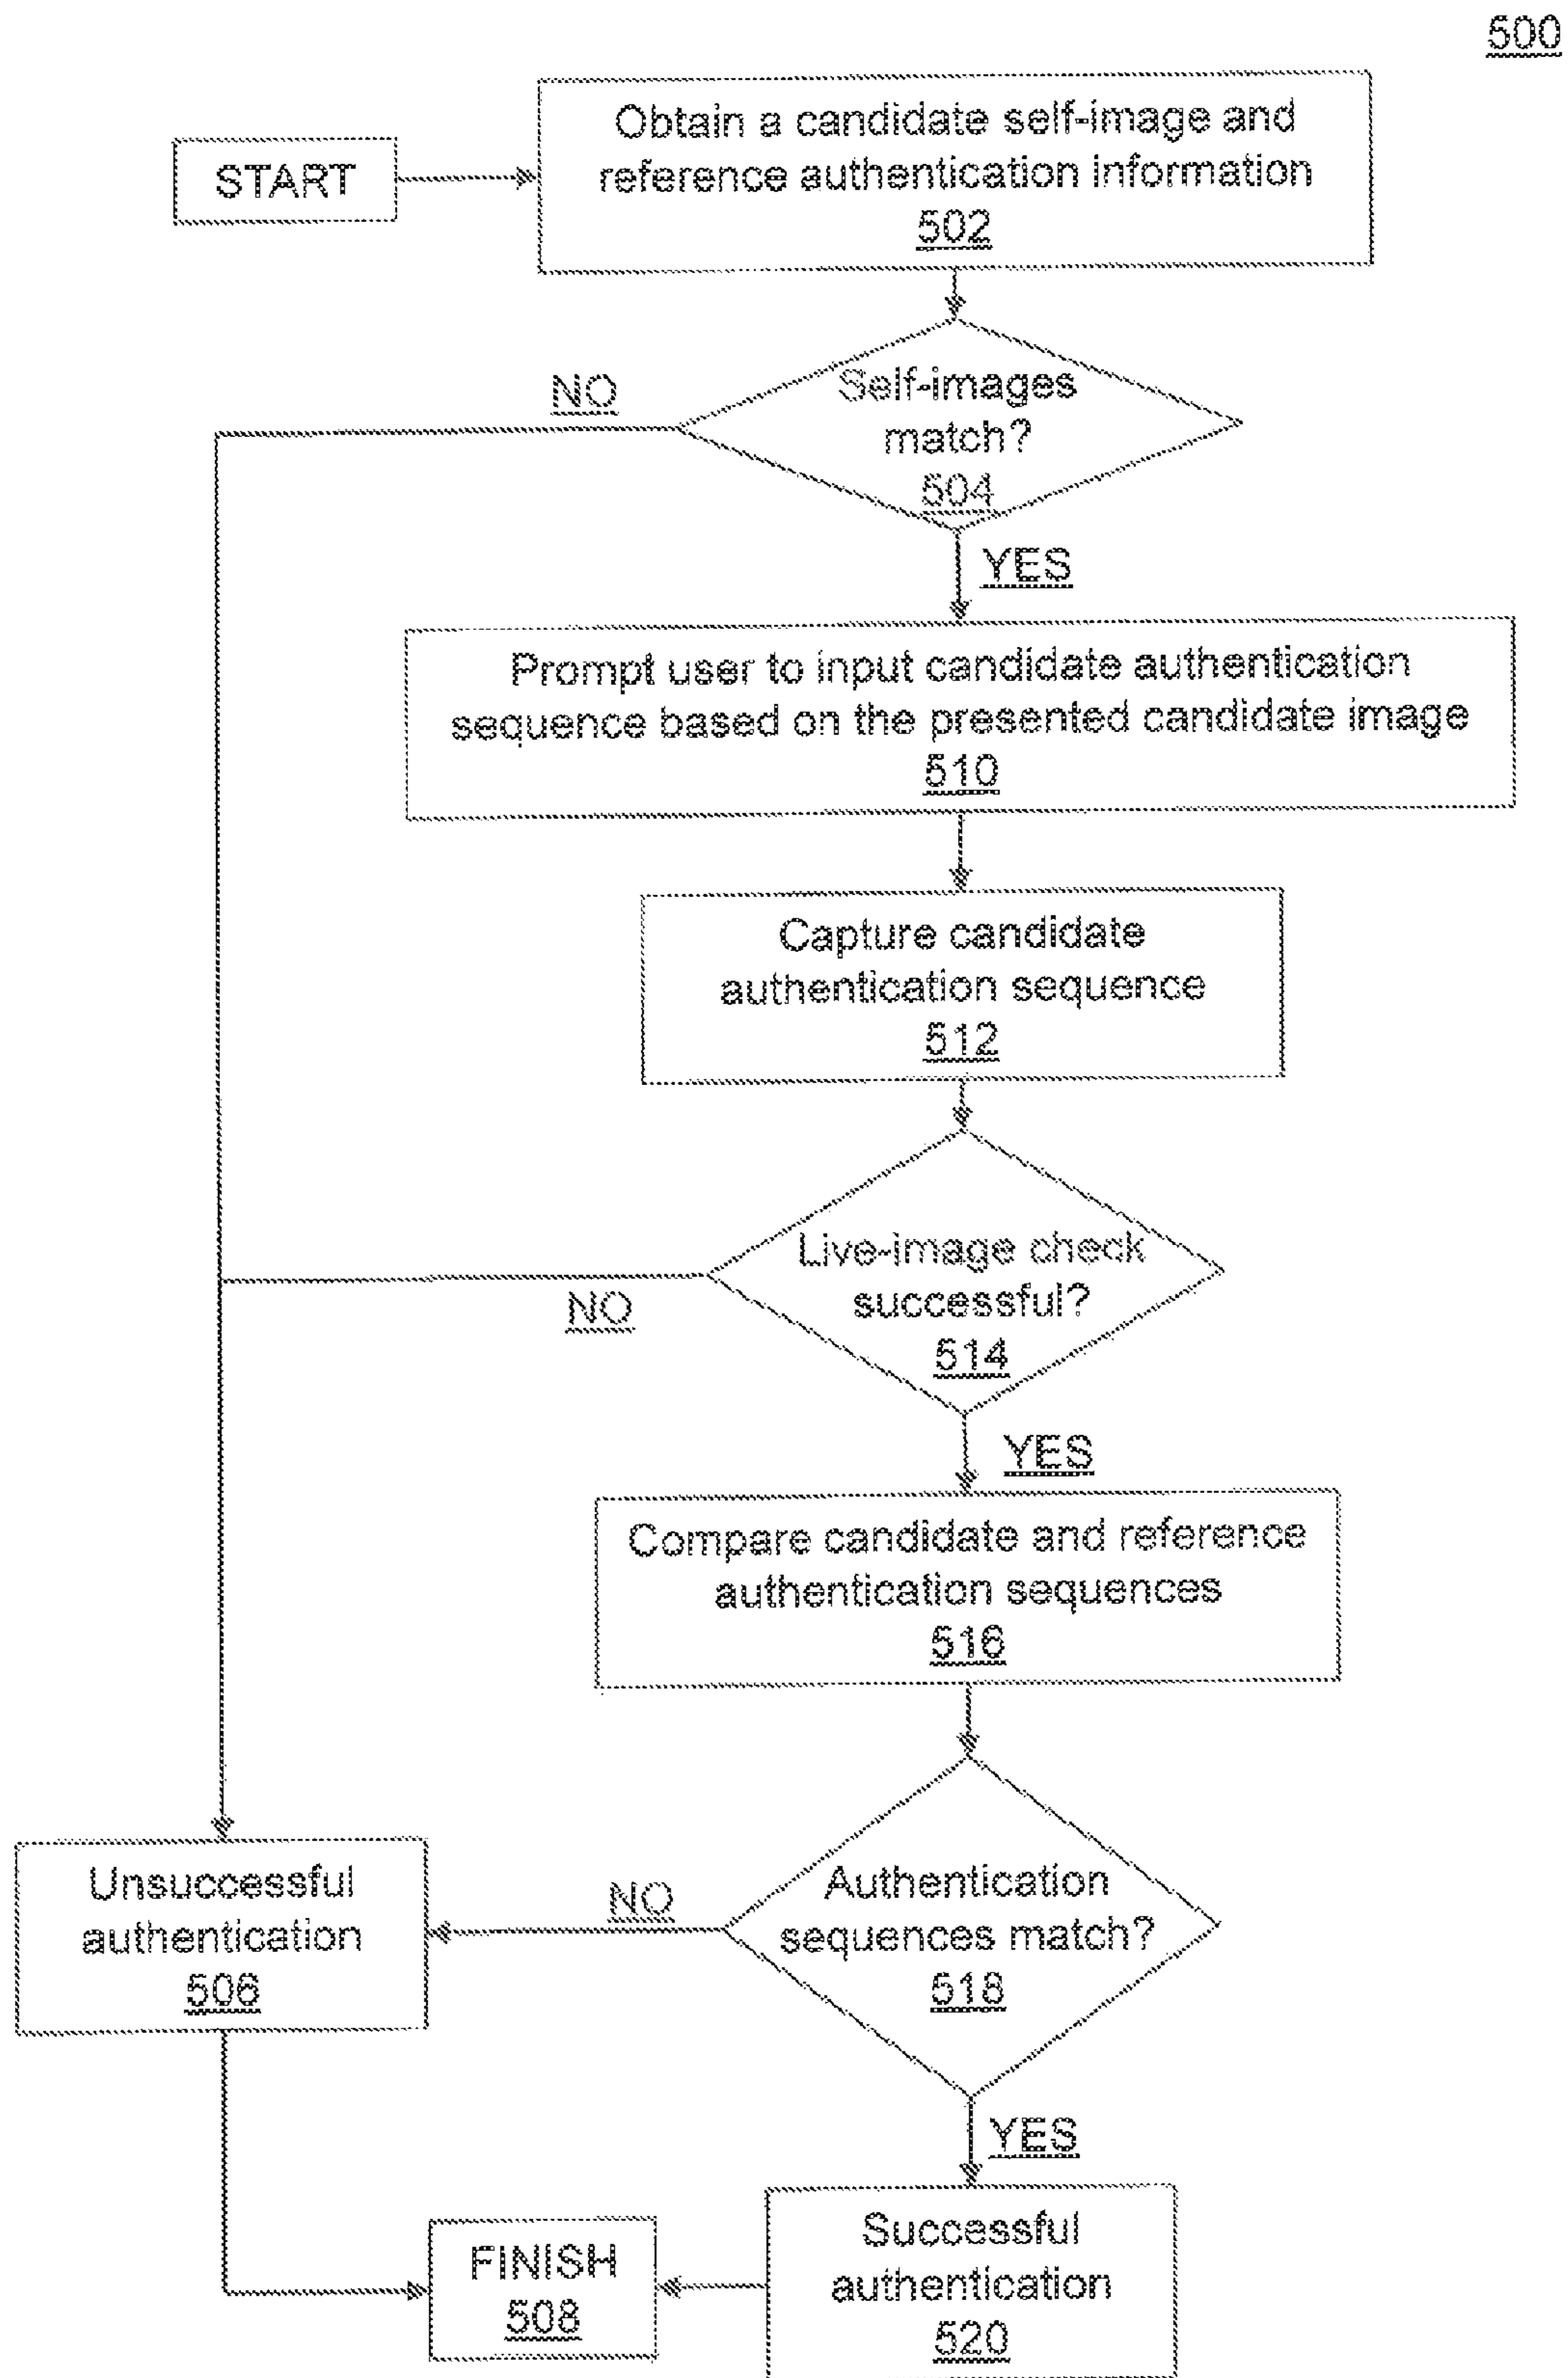 500
START
Obtain a candidate self-image and
reference authentication information
502
Self-images
match?
504
NO
YES
Prompt user to input candidate authentication
sequence based on the presented candidate image
510
Capture candidate
authentication sequence
512
Live-image check
successful?
514
NO
YES
Compare candidate and reference
authentication sequences
516
Authentication
sequences match?
518
NO
Unsuccessful
authentication
506
YES
Successful
authentication
520
FINISH
508